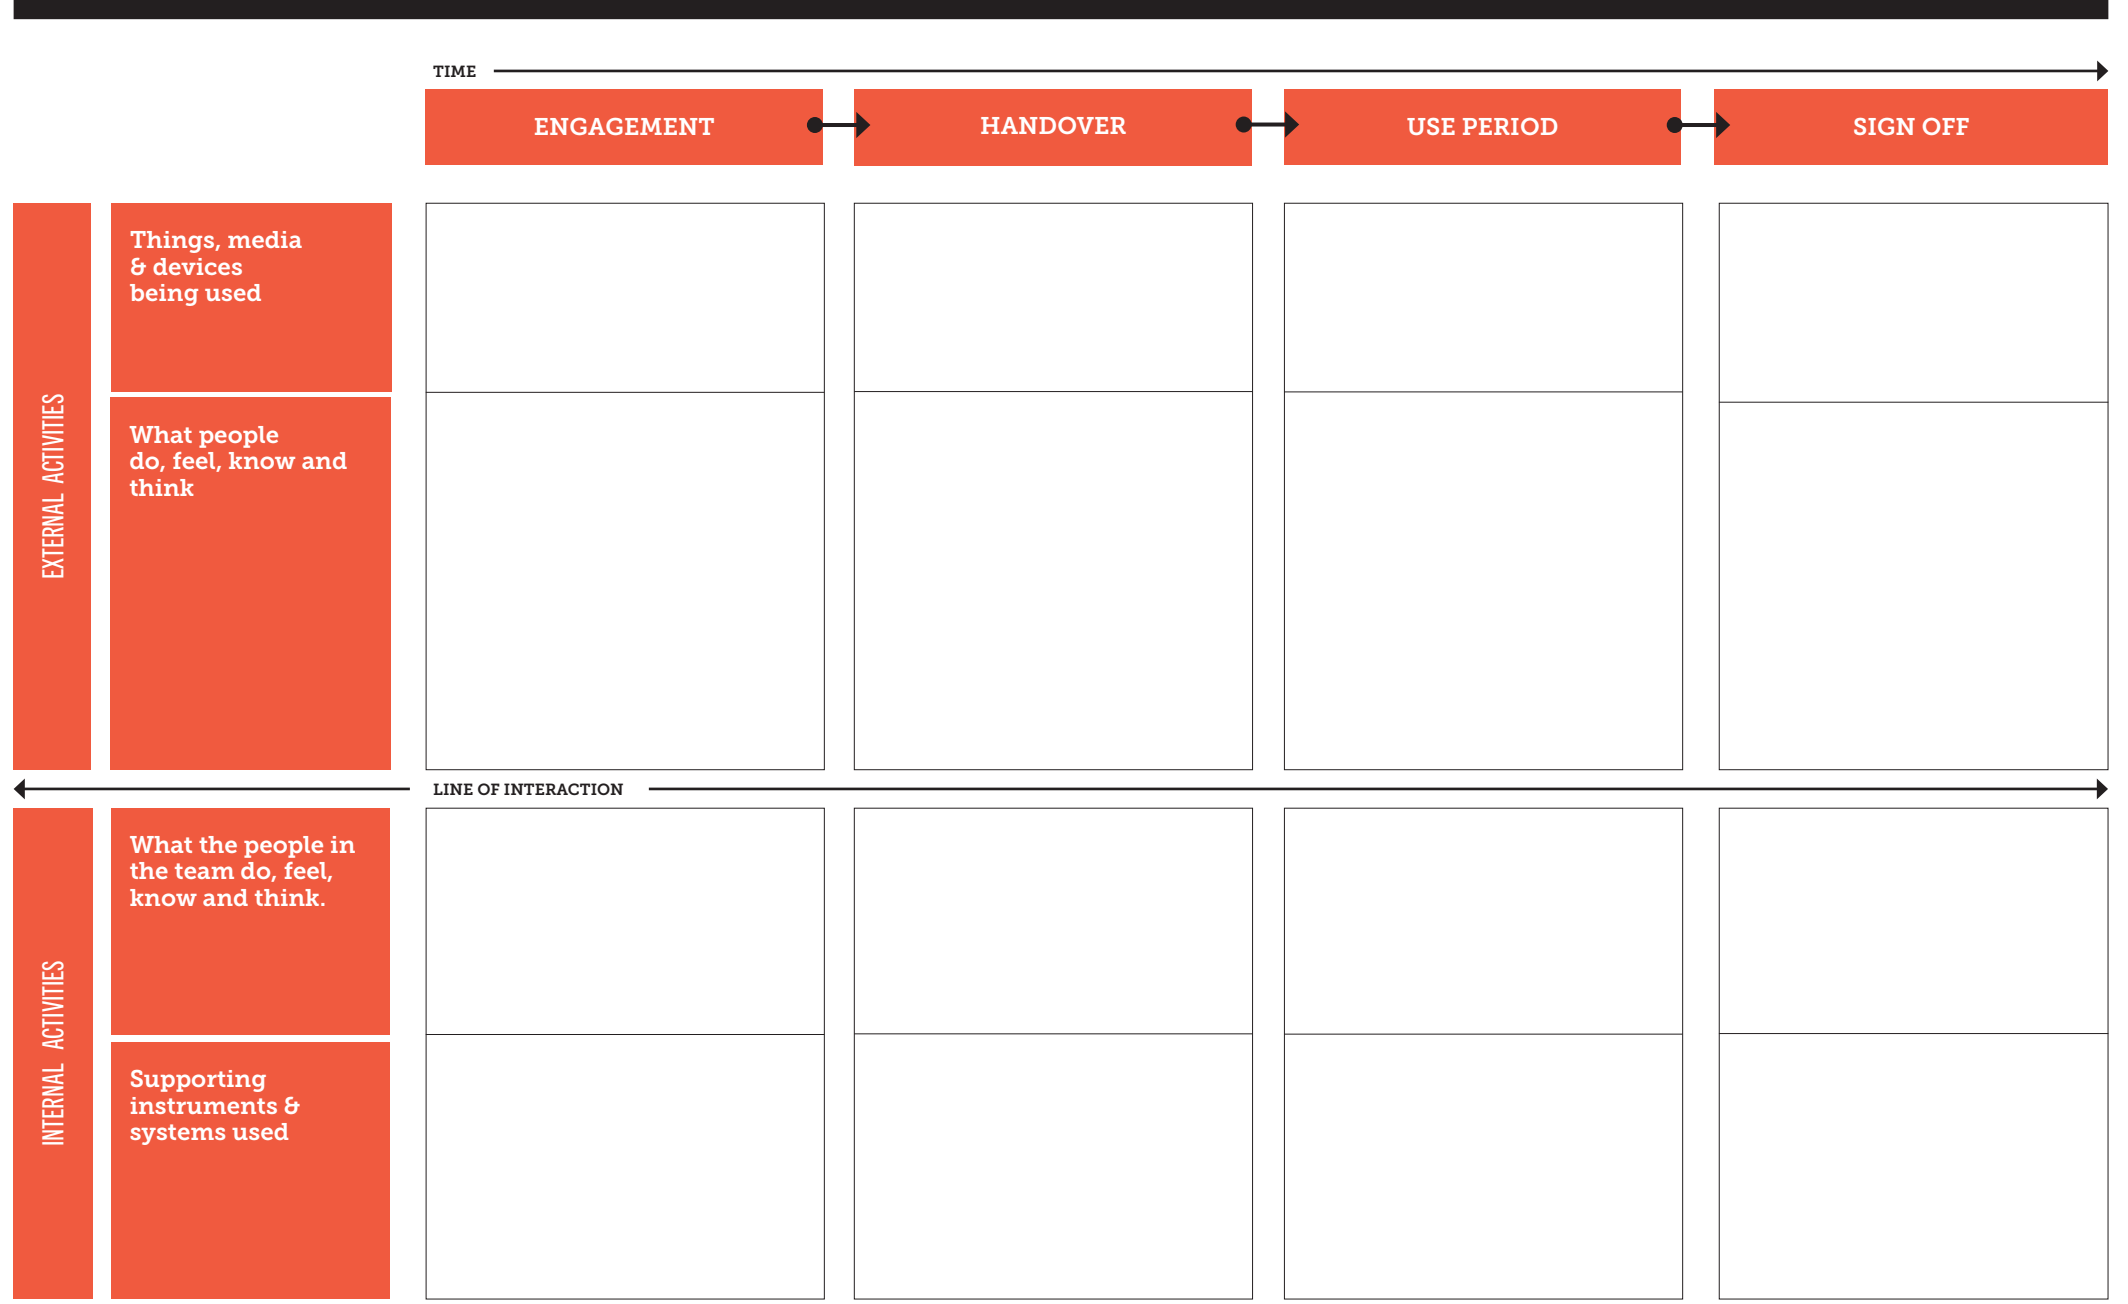 TIME
ENGAGEMENT
HANDOVER
USE PERIOD
SIGN OFF
EXTERNAL ACTIVITIES
Things, media
& devices
being used
What people
do, feel, know and
think
LINE OF INTERACTION
INTERNAL ACTIVITIES
What the people in
the team do, feel,
know and think.
Supporting
instruments &
systems used